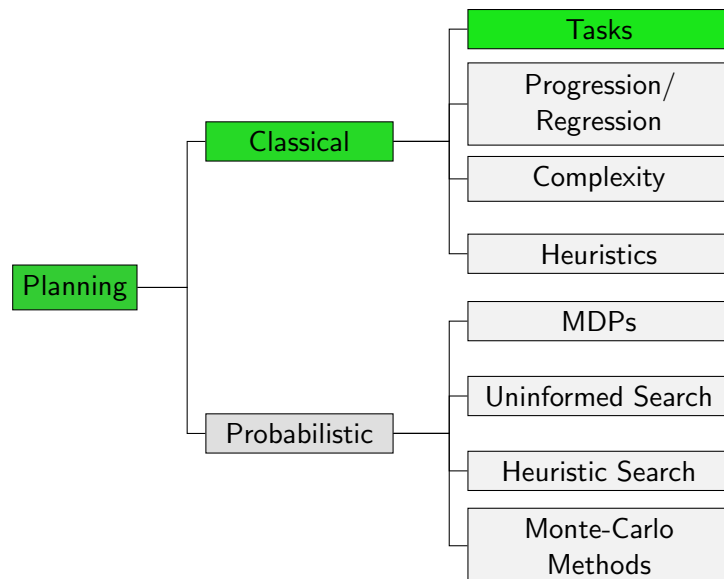 Tasks
Progression/
Regression
Classical
Complexity
Heuristics
Planning
MDPs
Uninformed Search
Probabilistic
Heuristic Search
Monte-Carlo
Methods